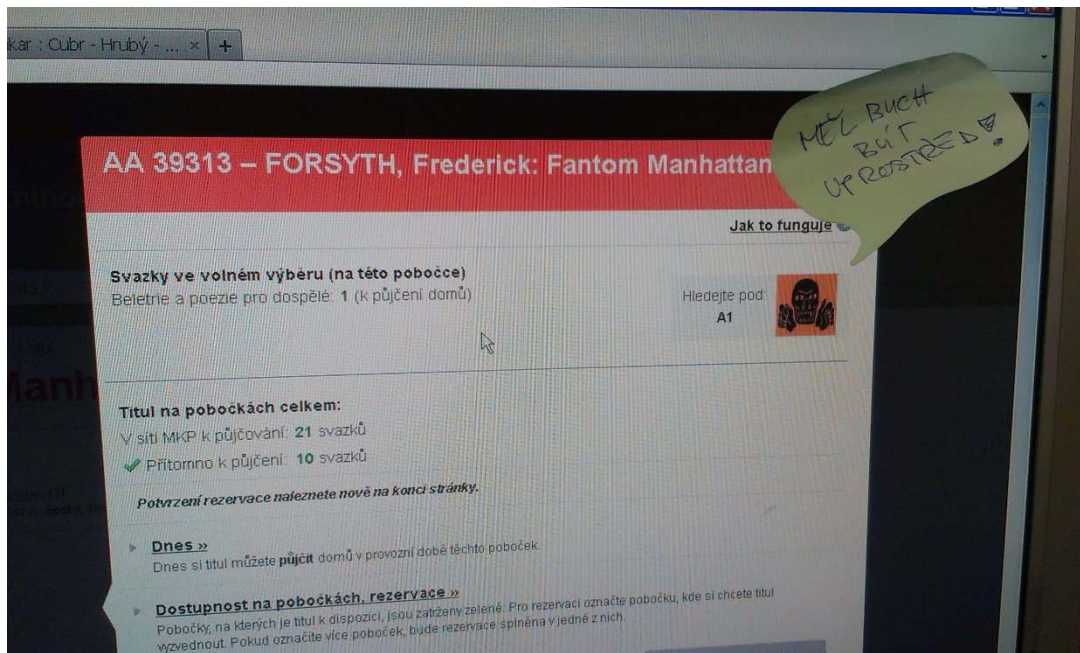 kar : Cubr - Hrubý - ... × +
MĚL BUCH
BÝT
UPROSTŘED!
AA 39313 – FORSYTH, Frederick: Fantom Manhattan
Jak to funguje
Svazky ve volném výběru (na této pobočce)
Beletrie a poezie pro dospělé: 1 (k půjčení domů)
Hledejte pod:
A1
Titul na pobočkách celkem:
V síti MKP k půjčování: 21 svazků
Přítomno k půjčení: 10 svazků
Potvrzení rezervace naleznete nově na konci stránky.
Dnes »
Dnes si titul můžete půjčit domů v provozní době těchto poboček.
Dostupnost na pobočkách, rezervace »
Pobočky, na kterých je titul k dispozici, jsou zatrženy zeleně. Pro rezervaci označte pobočku, kde si chcete titul
vyzvednout. Pokud označíte více poboček, bude rezervace splněna v jedné z nich.